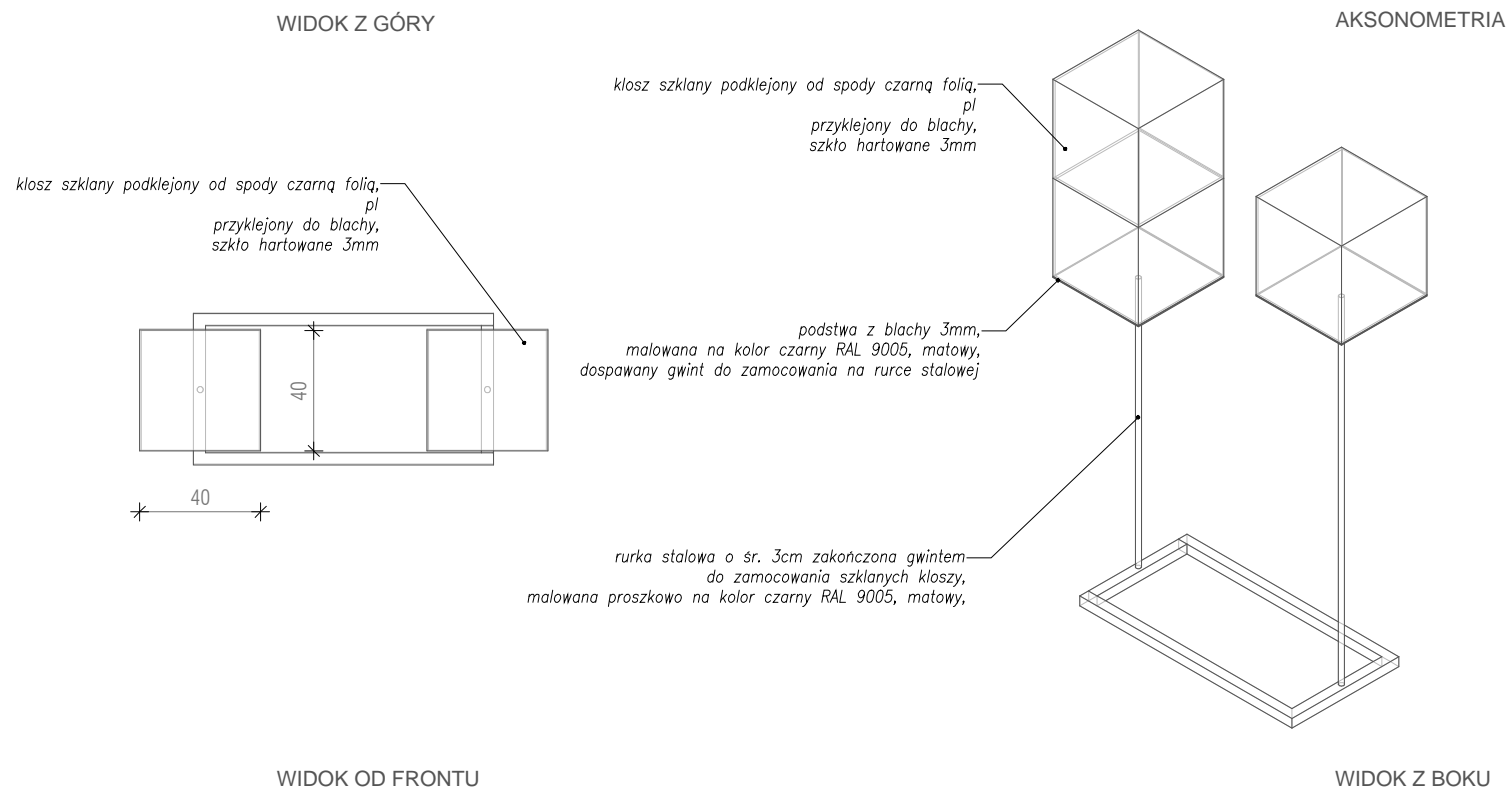 WIDOK Z GÓRY
AKSONOMETRIA
klosz szklany podklejony od spody czarną folią,
pl
przyklejony do blachy,
szkło hartowane 3mm
klosz szklany podklejony od spody czarną folią,
pl
przyklejony do blachy,
szkło hartowane 3mm
40
40
podstwa z blachy 3mm,
malowana na kolor czarny RAL 9005, matowy,
dospawany gwint do zamocowania na rurce stalowej
rurka stalowa o śr. 3cm zakończona gwintem
do zamocowania szklanych kloszy,
malowana proszkowo na kolor czarny RAL 9005, matowy,
WIDOK OD FRONTU
WIDOK Z BOKU